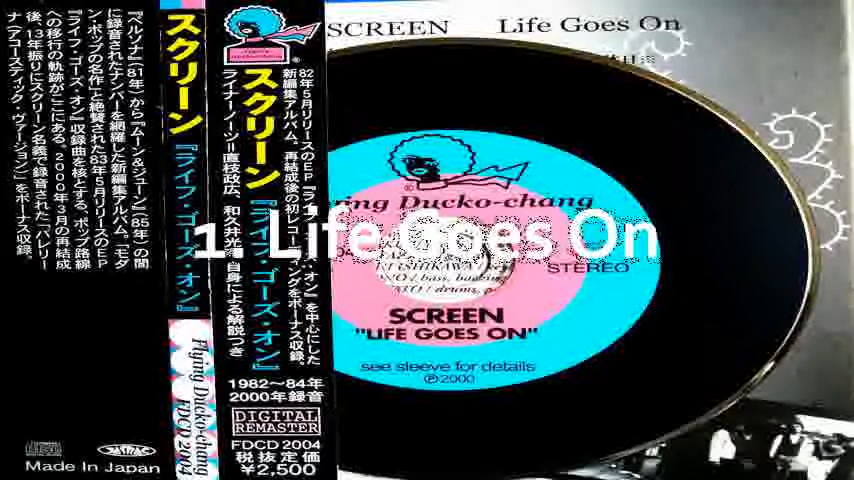 『ペルソナ』(81年)から『ムーン&ジューン』(85年)の間
に録音されたナンバーを網羅した新編集アルバム。「モダ
ン・ポップの名作」と絶賛された83年5月リリースのEP
『ライフ・ゴーズ・オン』収録曲を核とする、ポップ路線
への移行の軌跡がここにある。2000年3月の再結成
後、13年振りにスクリーン名義で録音された「バレリー
ナ(アコースティック・ヴァージョン)」をボーナス収録。
Made In Japan
スクリーン
『ライフ・ゴーズ・オン』
Flying Ducko-chang
FDCD 2004
82年5月リリースのEP『ライフ・ゴーズ・オン』を中心にした
新編集アルバム。再結成後の初レコーディングをボーナス収録。
スクリーン
『ライフ・ゴーズ・オン』
ライナーノーツ=直枝政広、和久井光司自身による解説つき
1982〜84年
2000年録音
DIGITAL
REMASTER
FDCD 2004
税抜定価
¥2,500
SCREEN Life Goes On
Flying Ducko-chang
1. Life Goes On
STEREO
SCREEN
"LIFE GOES ON"
see sleeve for details
Ⓟ©2000